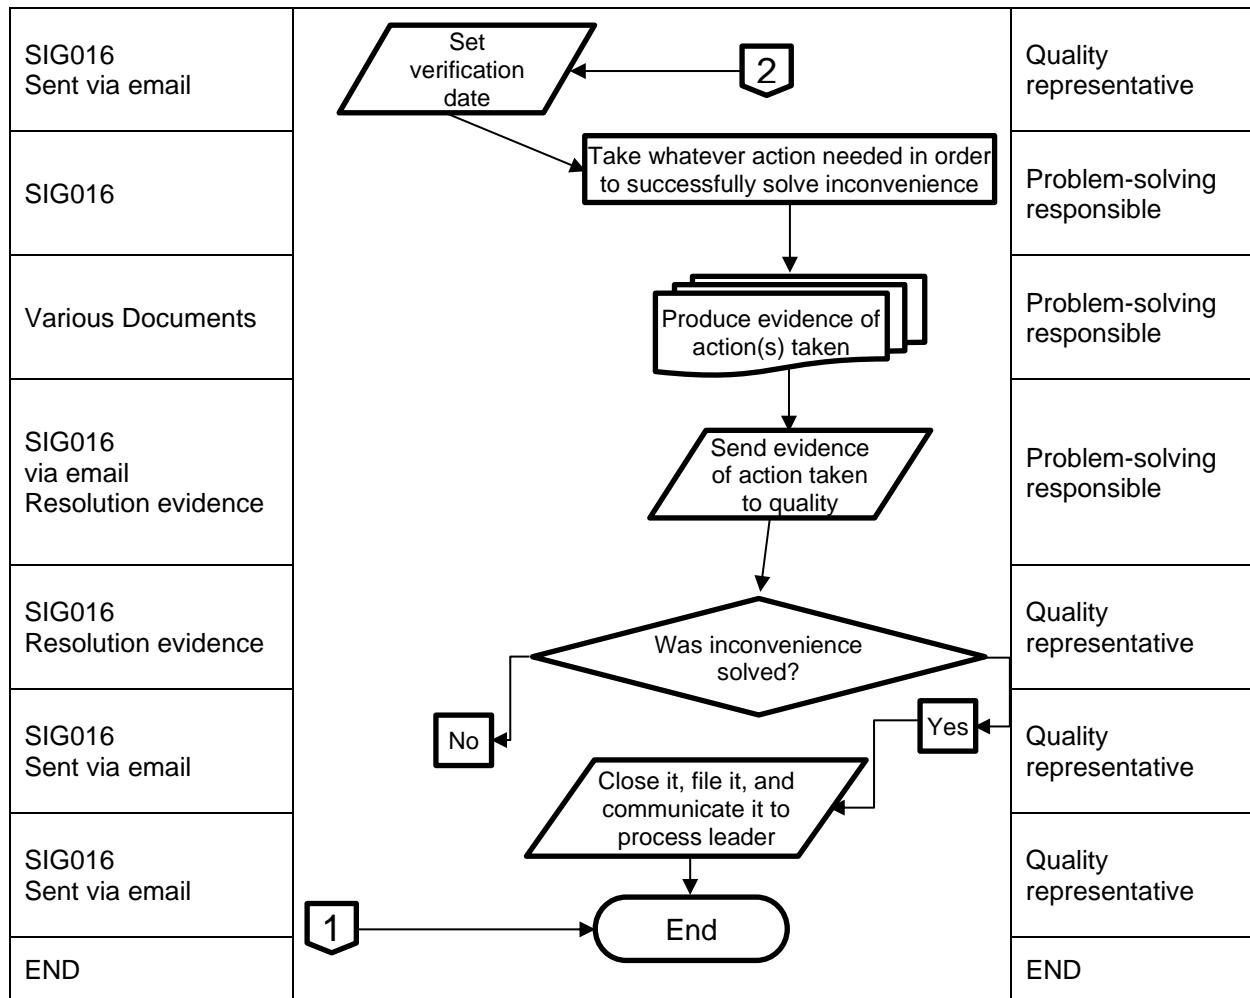 SIG016
Sent via email
Set
verification
date
2
Quality
representative
SIG016
Take whatever action needed in order
to successfully solve inconvenience
Problem-solving
responsible
Various Documents
Produce evidence of
action(s) taken
Problem-solving
responsible
SIG016
via email
Resolution evidence
Send evidence
of action taken
to quality
Problem-solving
responsible
SIG016
Resolution evidence
Was inconvenience
solved?
Quality
representative
SIG016
Sent via email
No
Yes
Quality
representative
Close it, file it, and
communicate it to
process leader
SIG016
Sent via email
Quality
representative
1
End
END
END